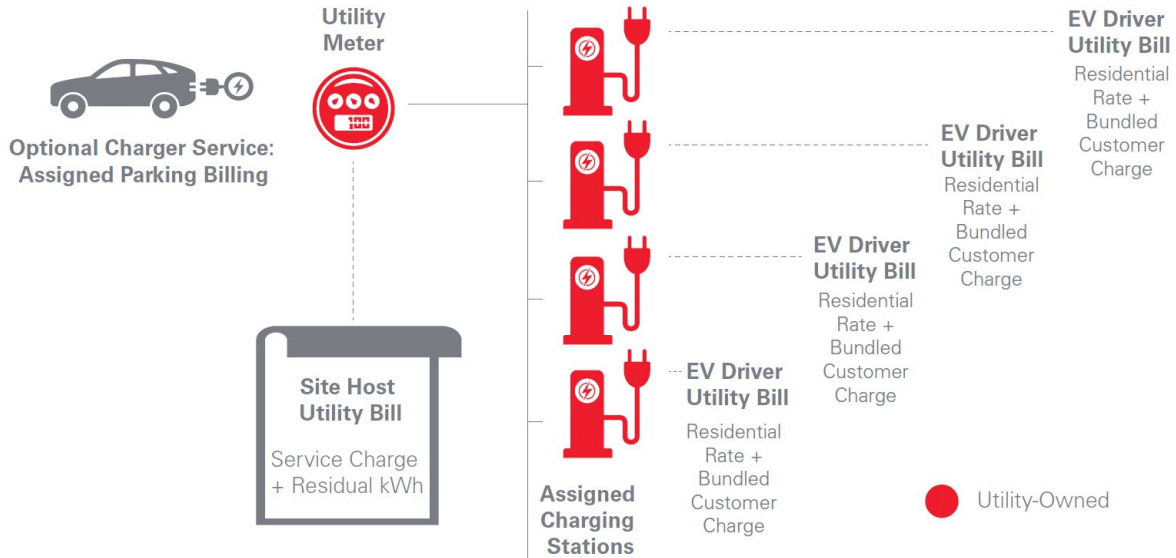 Utility
Meter
100
Optional Charger Service:
Assigned Parking Billing
Site Host
Utility Bill
Service Charge
+ Residual kWh
Assigned
Charging
Stations
EV Driver
Utility Bill
Residential
Rate +
Bundled
Customer
Charge
EV Driver
Utility Bill
Residential
Rate +
Bundled
Customer
Charge
EV Driver
Utility Bill
Residential
Rate +
Bundled
Customer
Charge
EV Driver
Utility Bill
Residential
Rate +
Bundled
Customer
Charge
Utility-Owned